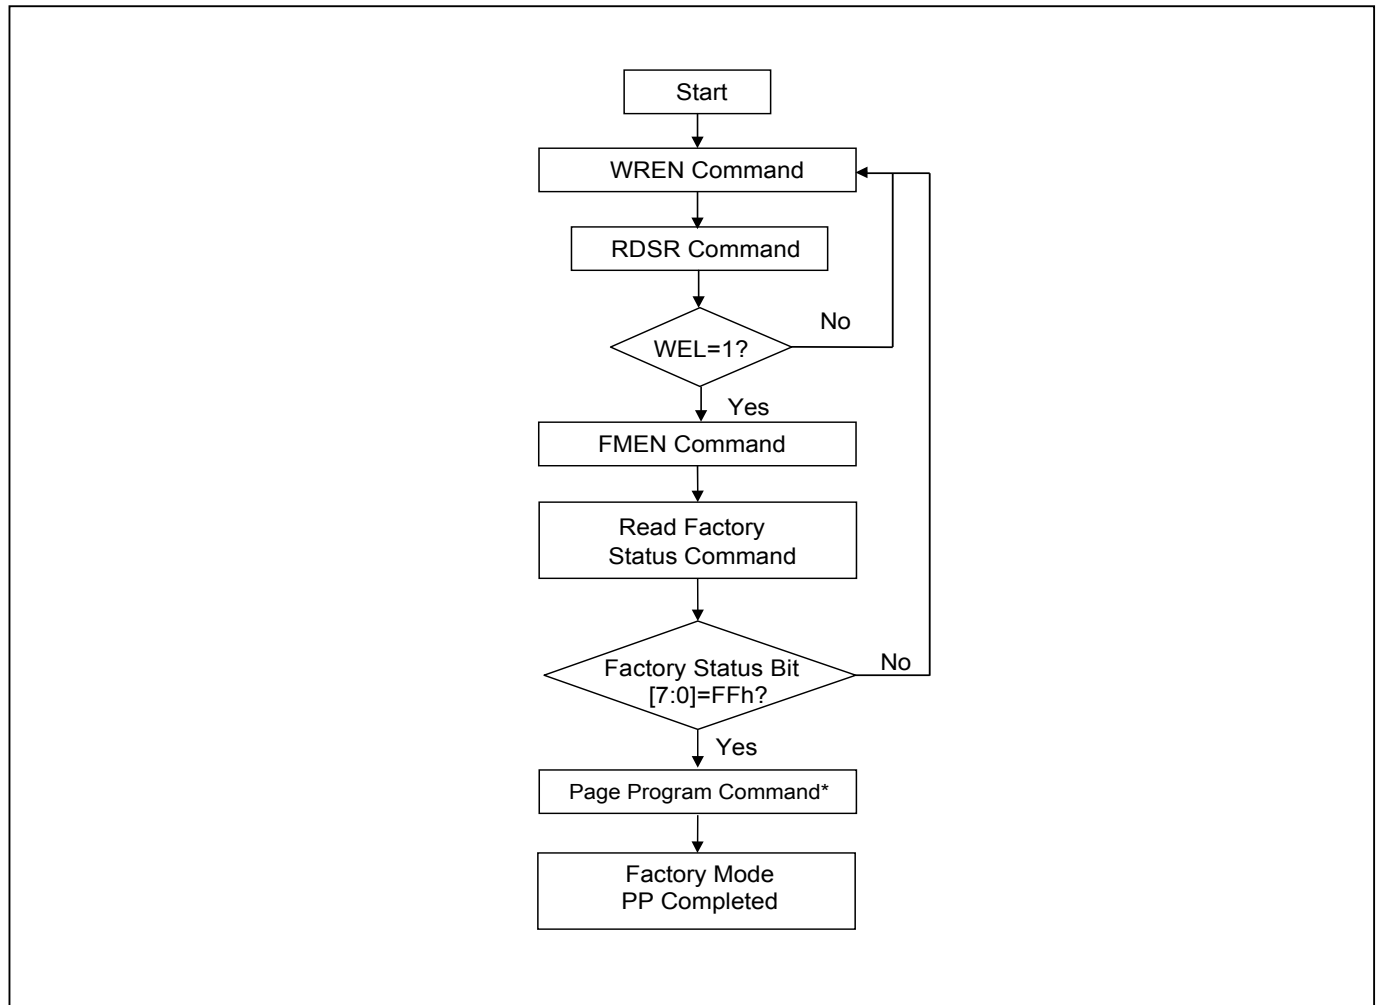 Start
WREN Command
RDSR Command
No
WEL=1?
Yes
FMEN Command
Read Factory
Status Command
No
Factory Status Bit
[7:0]=FFh?
Yes
Page Program Command*
Factory Mode
PP Completed